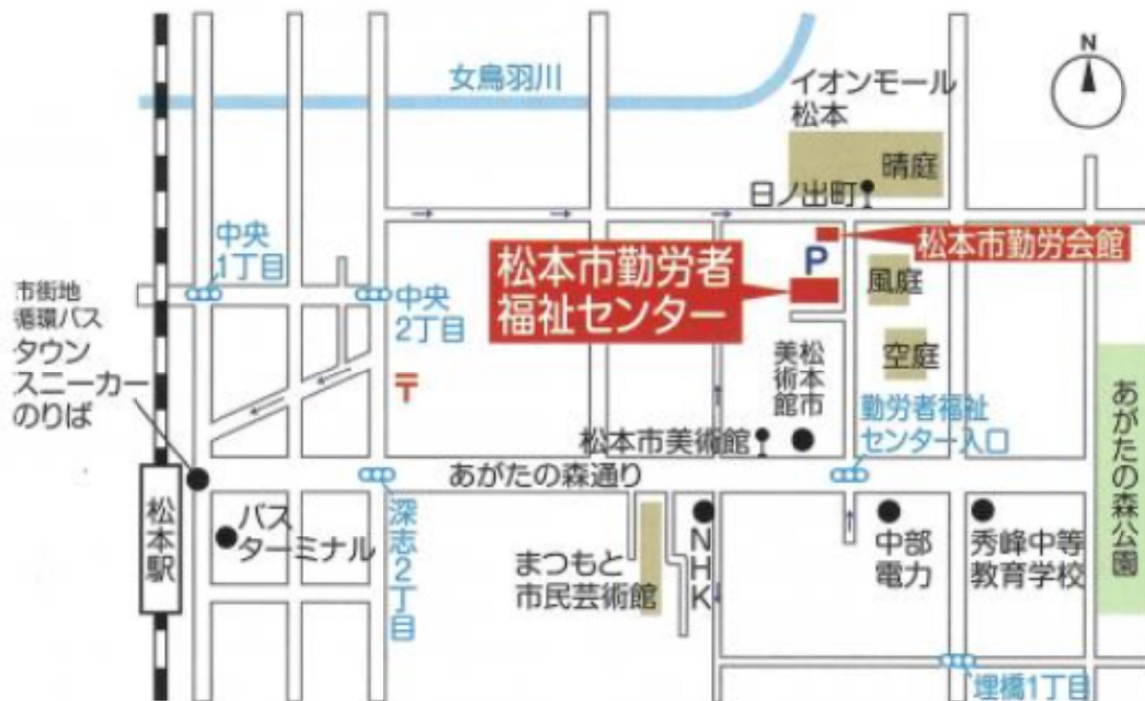 N
女鳥羽川
イオンモール
松本
晴庭
日ノ出町
中央
1丁目
松本市勤労会館
P
松本市勤労者
福祉センター
風庭
市街地
循環バス
タウン
スニーカー
のりば
中央
2丁目
空庭
松本市
美術館
〒
勤労者福祉
センター入口
松本市美術館
あがたの森公園
あがたの森通り
松本駅
バス
ターミナル
深志2丁目
まつもと
市民芸術館
NHK
中部
電力
秀峰中等
教育学校
埋橋1丁目